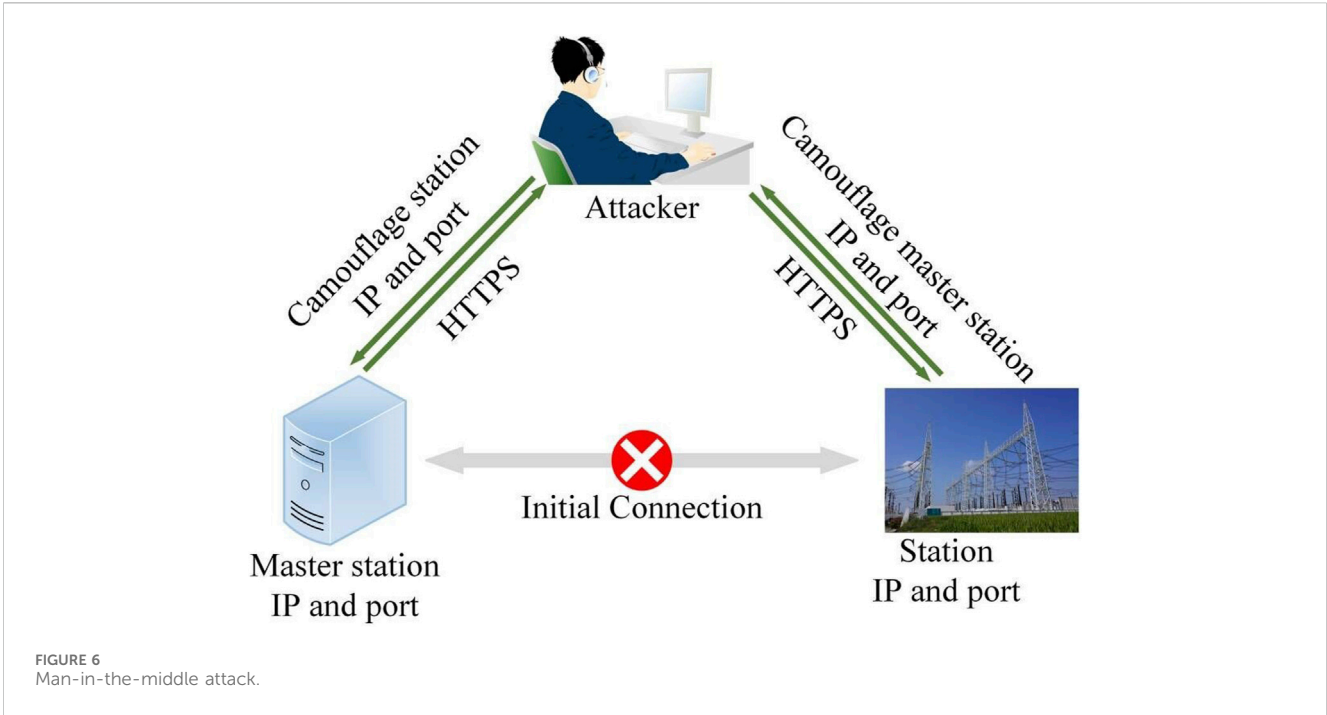 Attacker
Camouflage station
IP and port
HTTPS
Camouflage master station
IP and port
HTTPS
Initial Connection
Master station
IP and port
Station
IP and port
FIGURE 6
Man-in-the-middle attack.